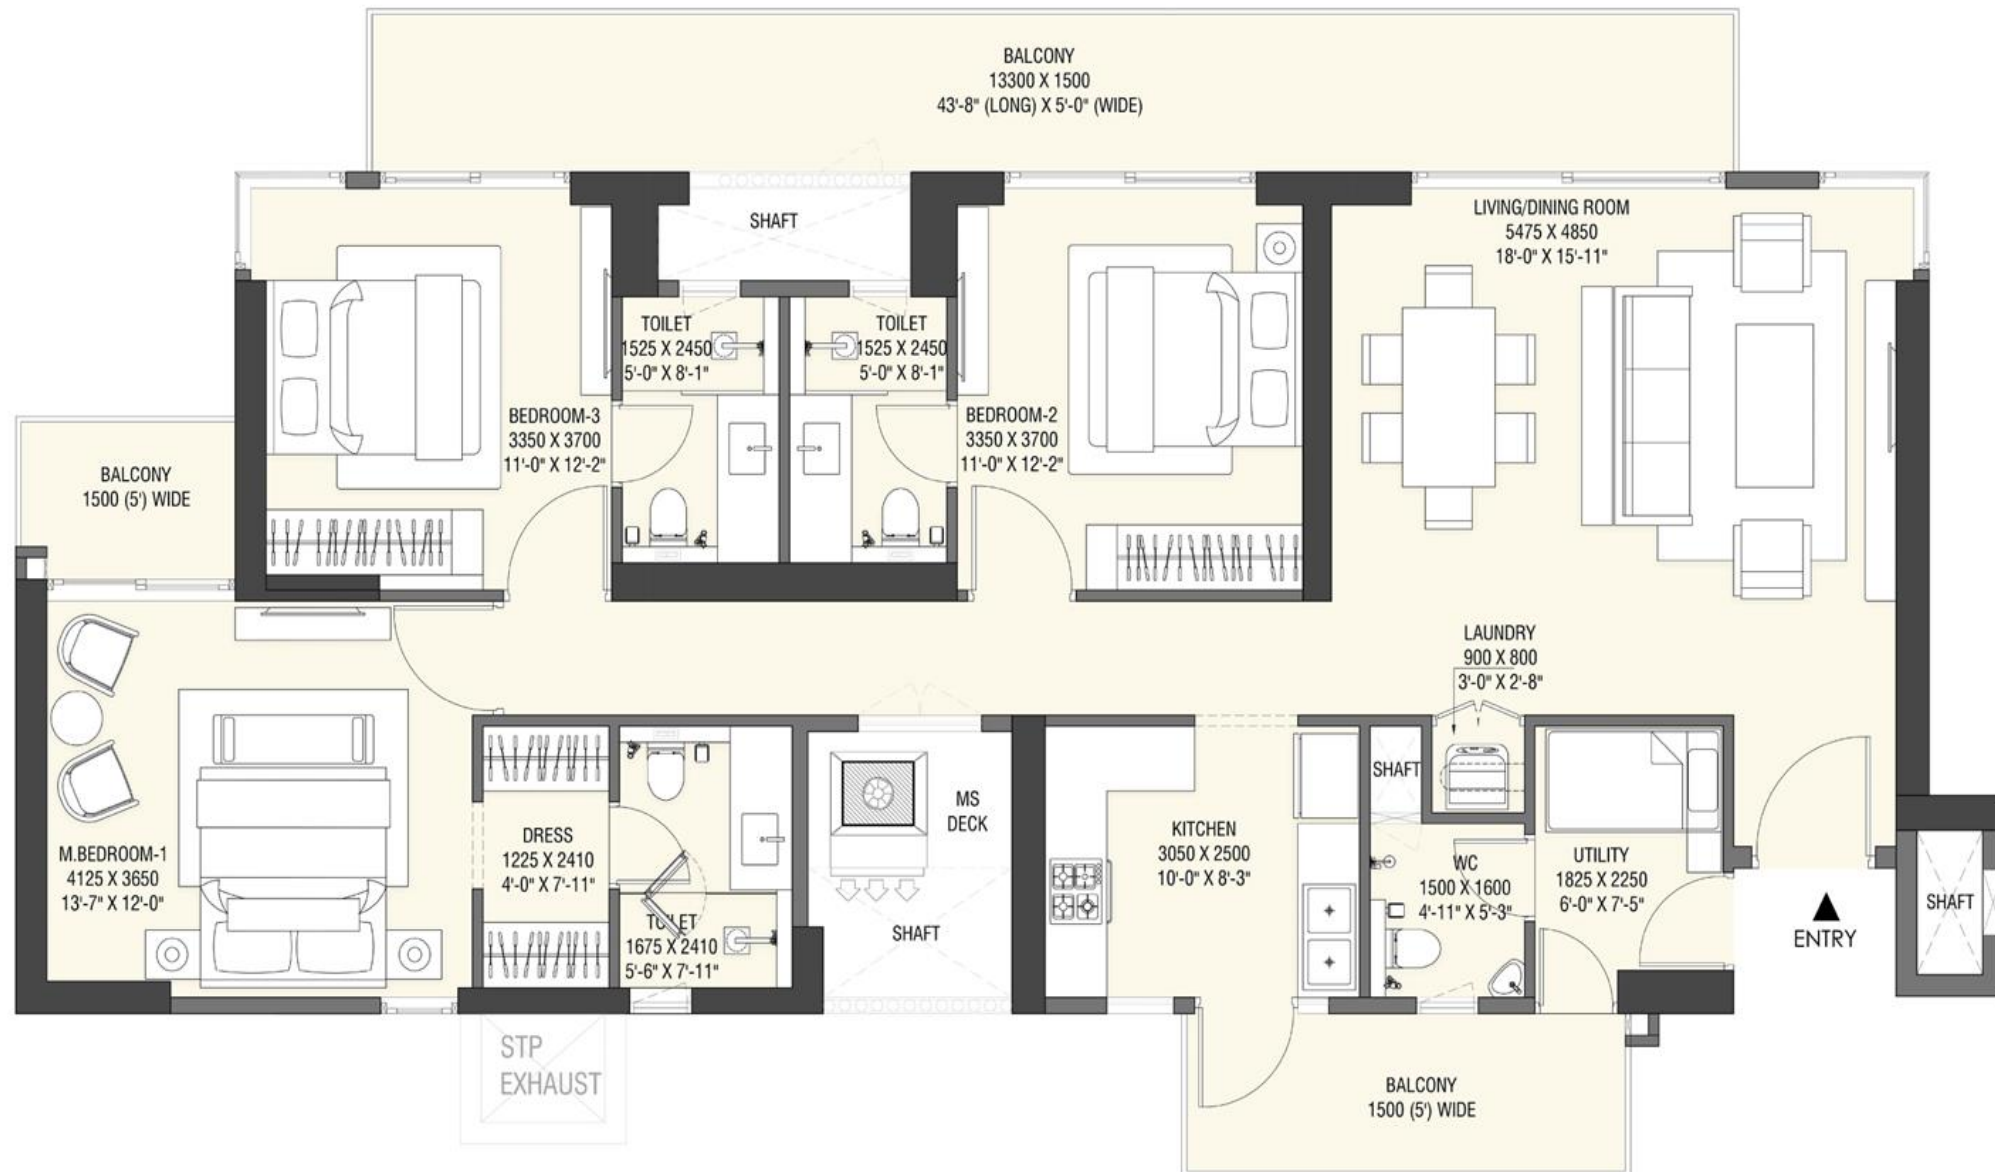 BALCONY
13300 X 1500
43'-8" (LONG) X 5'-0" (WIDE)
SHAFT
LIVING/DINING ROOM
5475 X 4850
18'-0" X 15'-11"
TOILET
1525 X 2450
5'-0" X 8'-1"
TOILET
1525 X 2450
5'-0" X 8'-1"
BEDROOM-3
3350 X 3700
11'-0" X 12'-2"
BEDROOM-2
3350 X 3700
11'-0" X 12'-2"
BALCONY
1500 (5') WIDE
LAUNDRY
900 X 800
3'-0" X 2'-8"
M.BEDROOM-1
4125 X 3650
13'-7" X 12'-0"
DRESS
1225 X 2410
4'-0" X 7'-11"
TOILET
1675 X 2410
5'-6" X 7'-11"
MS
DECK
SHAFT
KITCHEN
3050 X 2500
10'-0" X 8'-3"
SHAFT
WC
1500 X 1600
4'-11" X 5'-3"
UTILITY
1825 X 2250
6'-0" X 7'-5"
ENTRY
SHAFT
STP
EXHAUST
BALCONY
1500 (5') WIDE